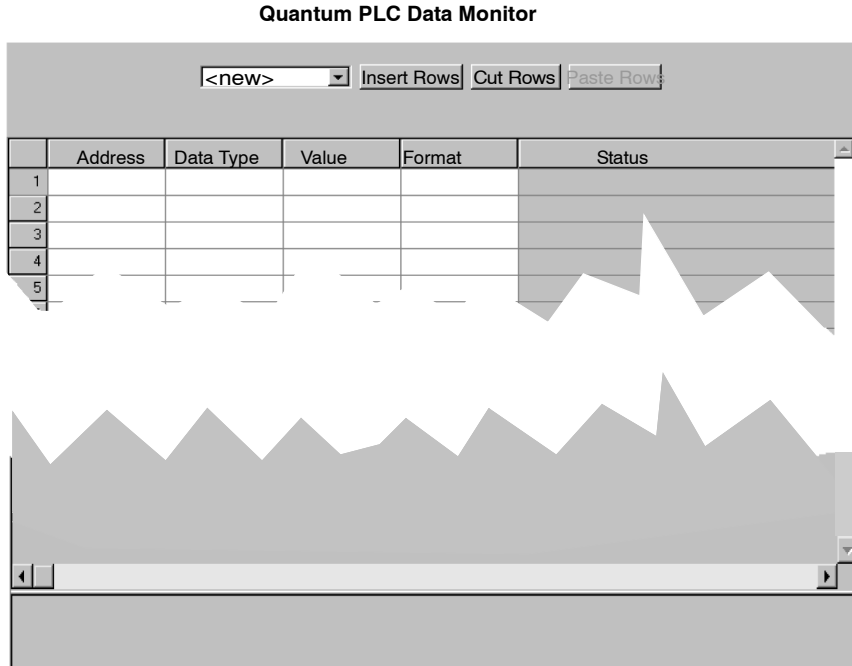 Quantum PLC Data Monitor
<new> Insert Rows Cut Rows Paste Rows
Address Data Type Value Format Status
1
2
3
4
5